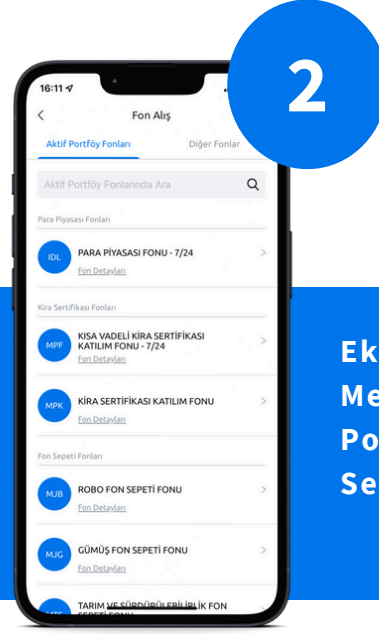 2
16:11
Fon Alış
Aktif Portföy Fonları
Diğer Fonlar
Aktif Portföy Fonlarında Ara
Para Piyasası Fonları
IDL
PARA PİYASASI FONU - 7/24
Fon Detayları
Kira Sertifikası Fonları
MPF
KISA VADELİ KİRA SERTİFİKASI
KATILIM FONU - 7/24
Fon Detayları
MPK
KİRA SERTİFİKASI KATILIM FONU
Fon Detayları
Fon Sepeti Fonları
MJB
ROBO FON SEPETİ FONU
Fon Detayları
MJG
GÜMÜŞ FON SEPETİ FONU
Fon Detayları
TARIM VE SÜRDÜRÜLEBİLİRLİK FON
Ek
Me
Po
Se